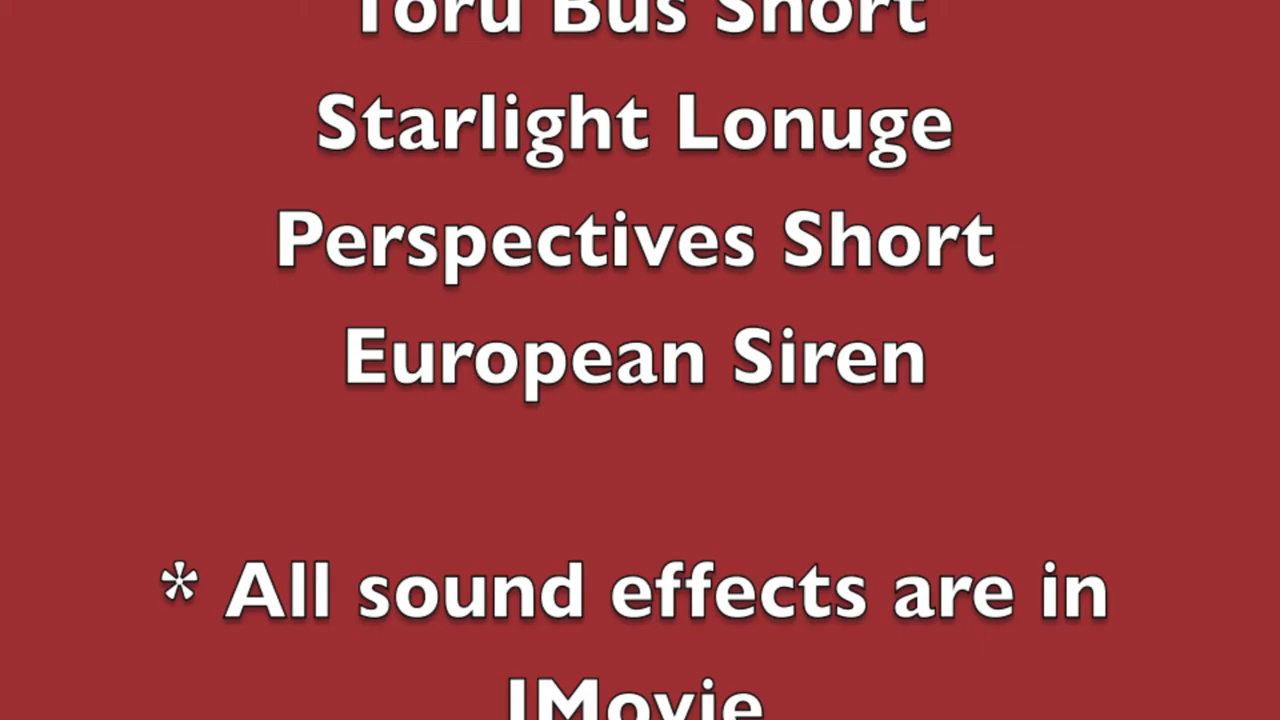 Toru Bus Short
Starlight Lonuge
Perspectives Short
European Siren
* All sound effects are in
IMovie